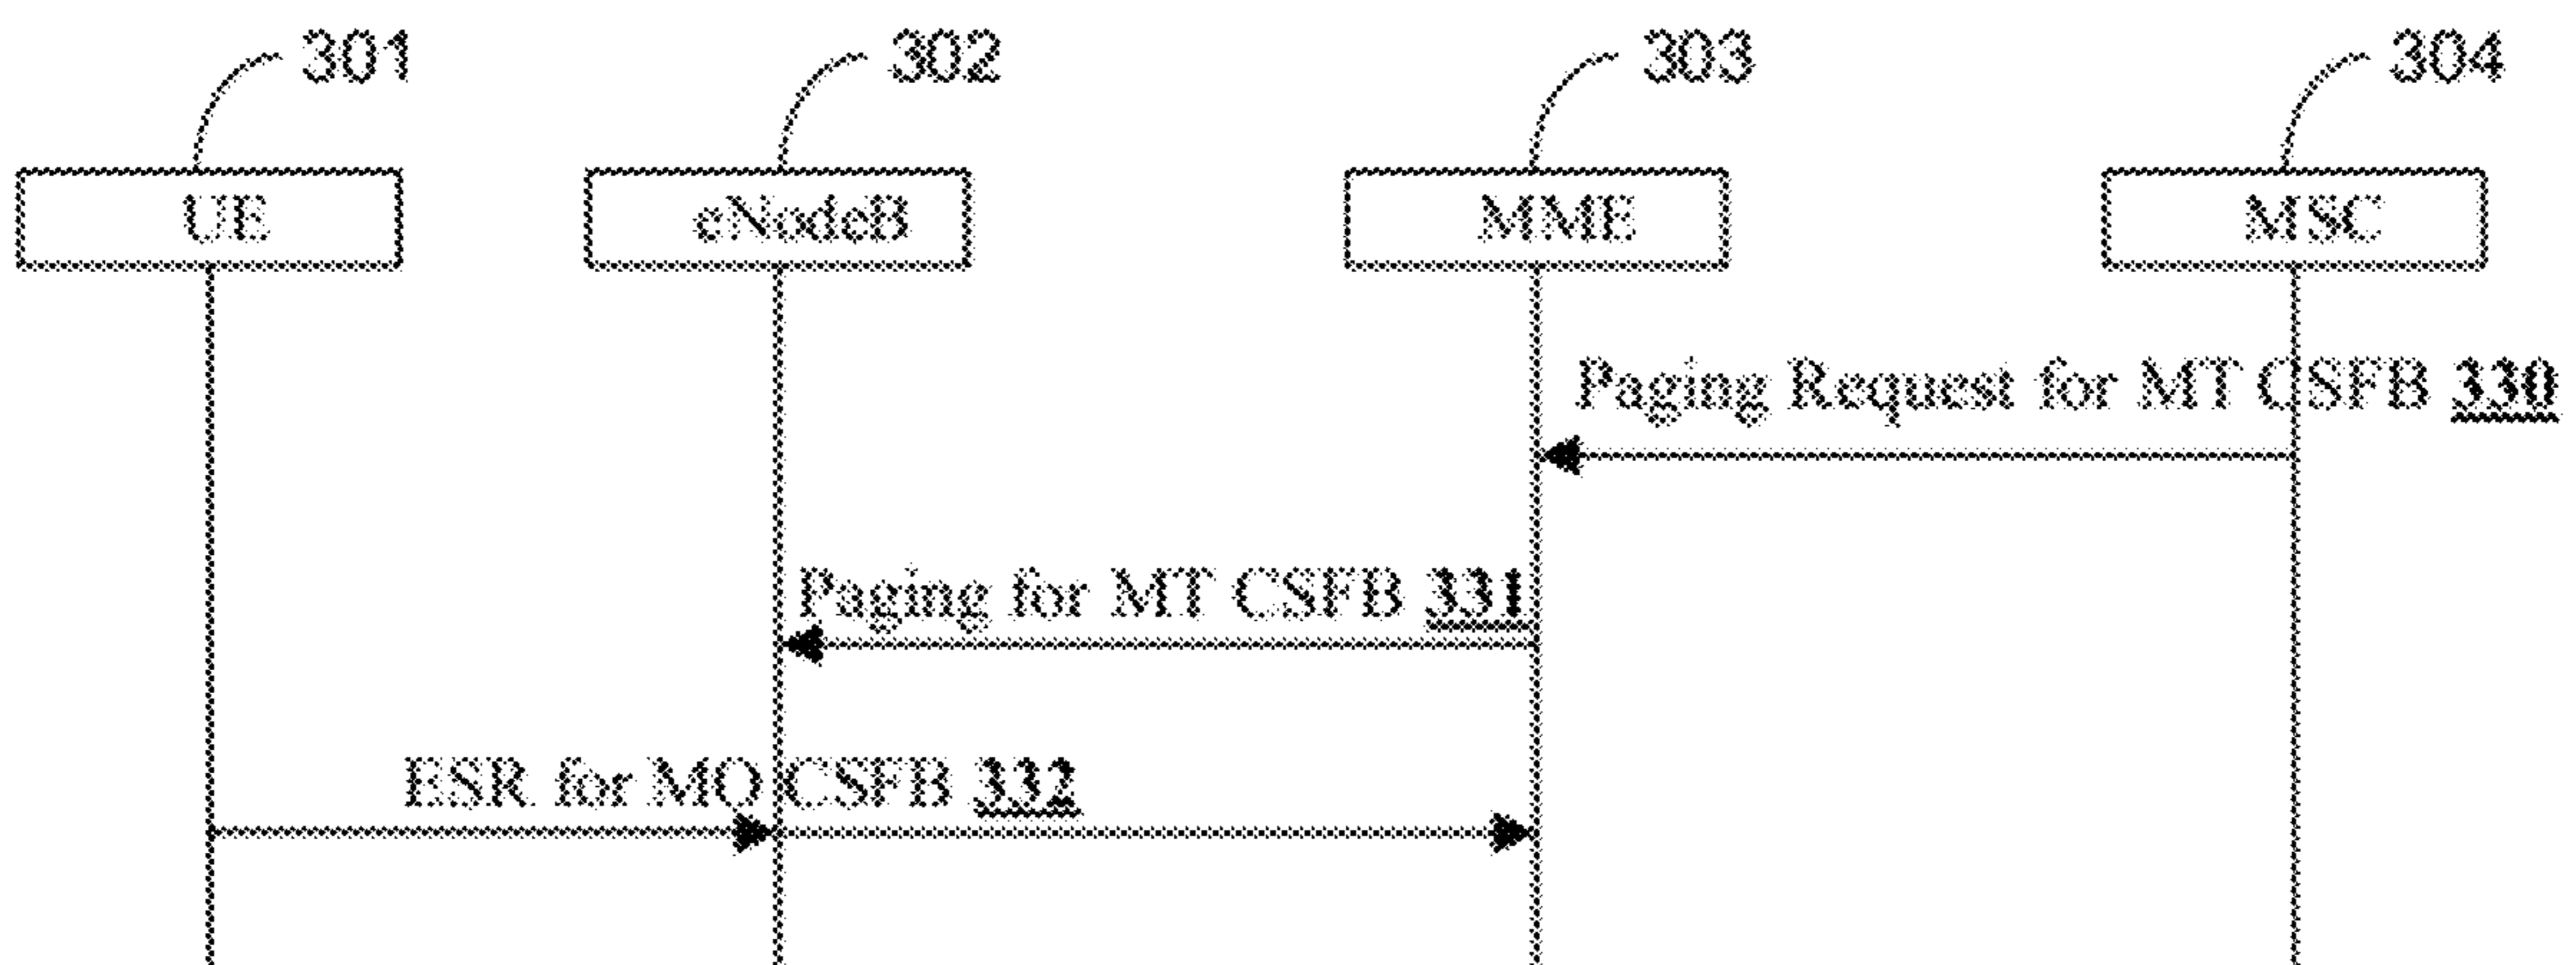 301 302 303 304
UE eNodeB MME MSC
Paging Request for MT CSFB 330
Paging for MT CSFB 331
ESR for MO CSFB 332